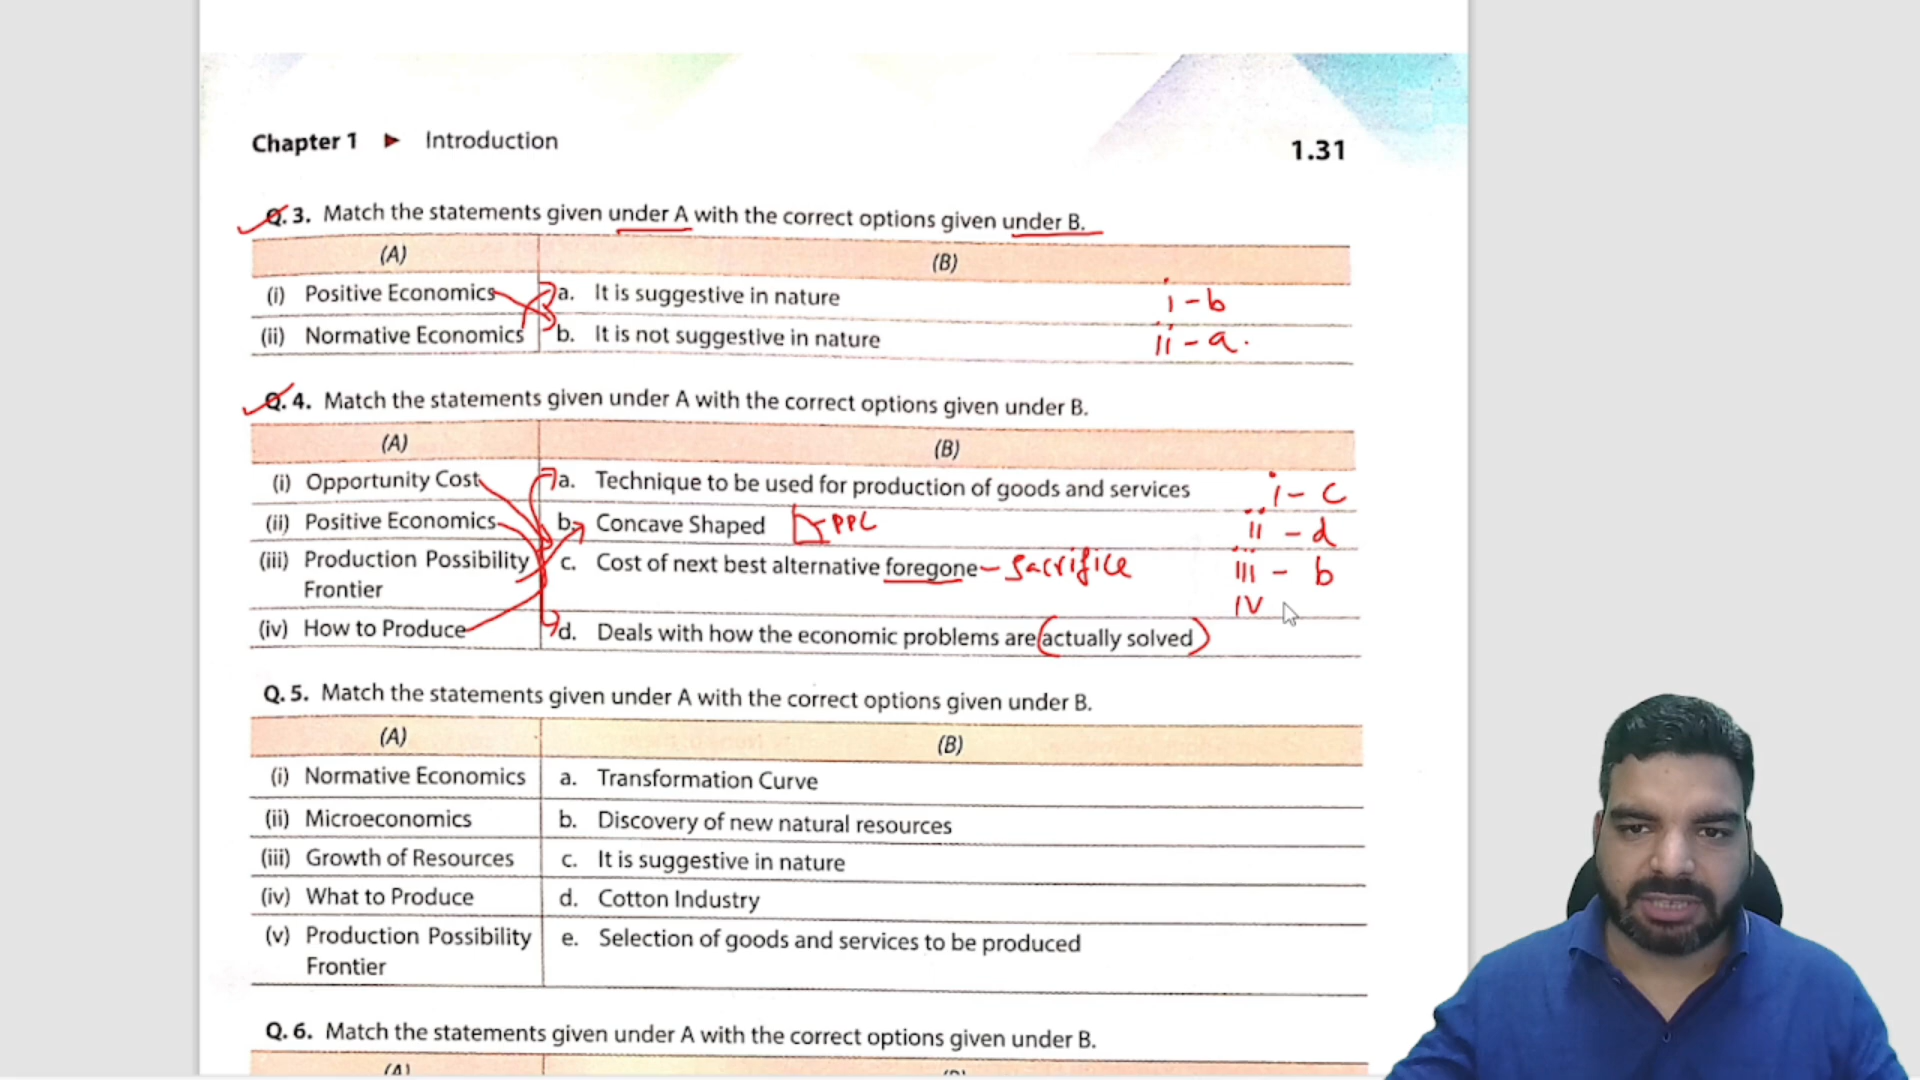 Chapter 1 ► Introduction 1.31
Q. 3. Match the statements given under A with the correct options given under B.
(A) (B)
(i) Positive Economics a. It is suggestive in nature i - b
(ii) Normative Economics b. It is not suggestive in nature ii - a.
Q. 4. Match the statements given under A with the correct options given under B.
(A) (B)
(i) Opportunity Cost a. Technique to be used for production of goods and services i - c
(ii) Positive Economics b. Concave Shaped PPC ii - d
(iii) Production Possibility c. Cost of next best alternative foregone - sacrifice iii - b
Frontier IV
(iv) How to Produce d. Deals with how the economic problems are actually solved
Q. 5. Match the statements given under A with the correct options given under B.
(A) (B)
(i) Normative Economics a. Transformation Curve
(ii) Microeconomics b. Discovery of new natural resources
(iii) Growth of Resources c. It is suggestive in nature
(iv) What to Produce d. Cotton Industry
(v) Production Possibility e. Selection of goods and services to be produced
Frontier
Q. 6. Match the statements given under A with the correct options given under B.